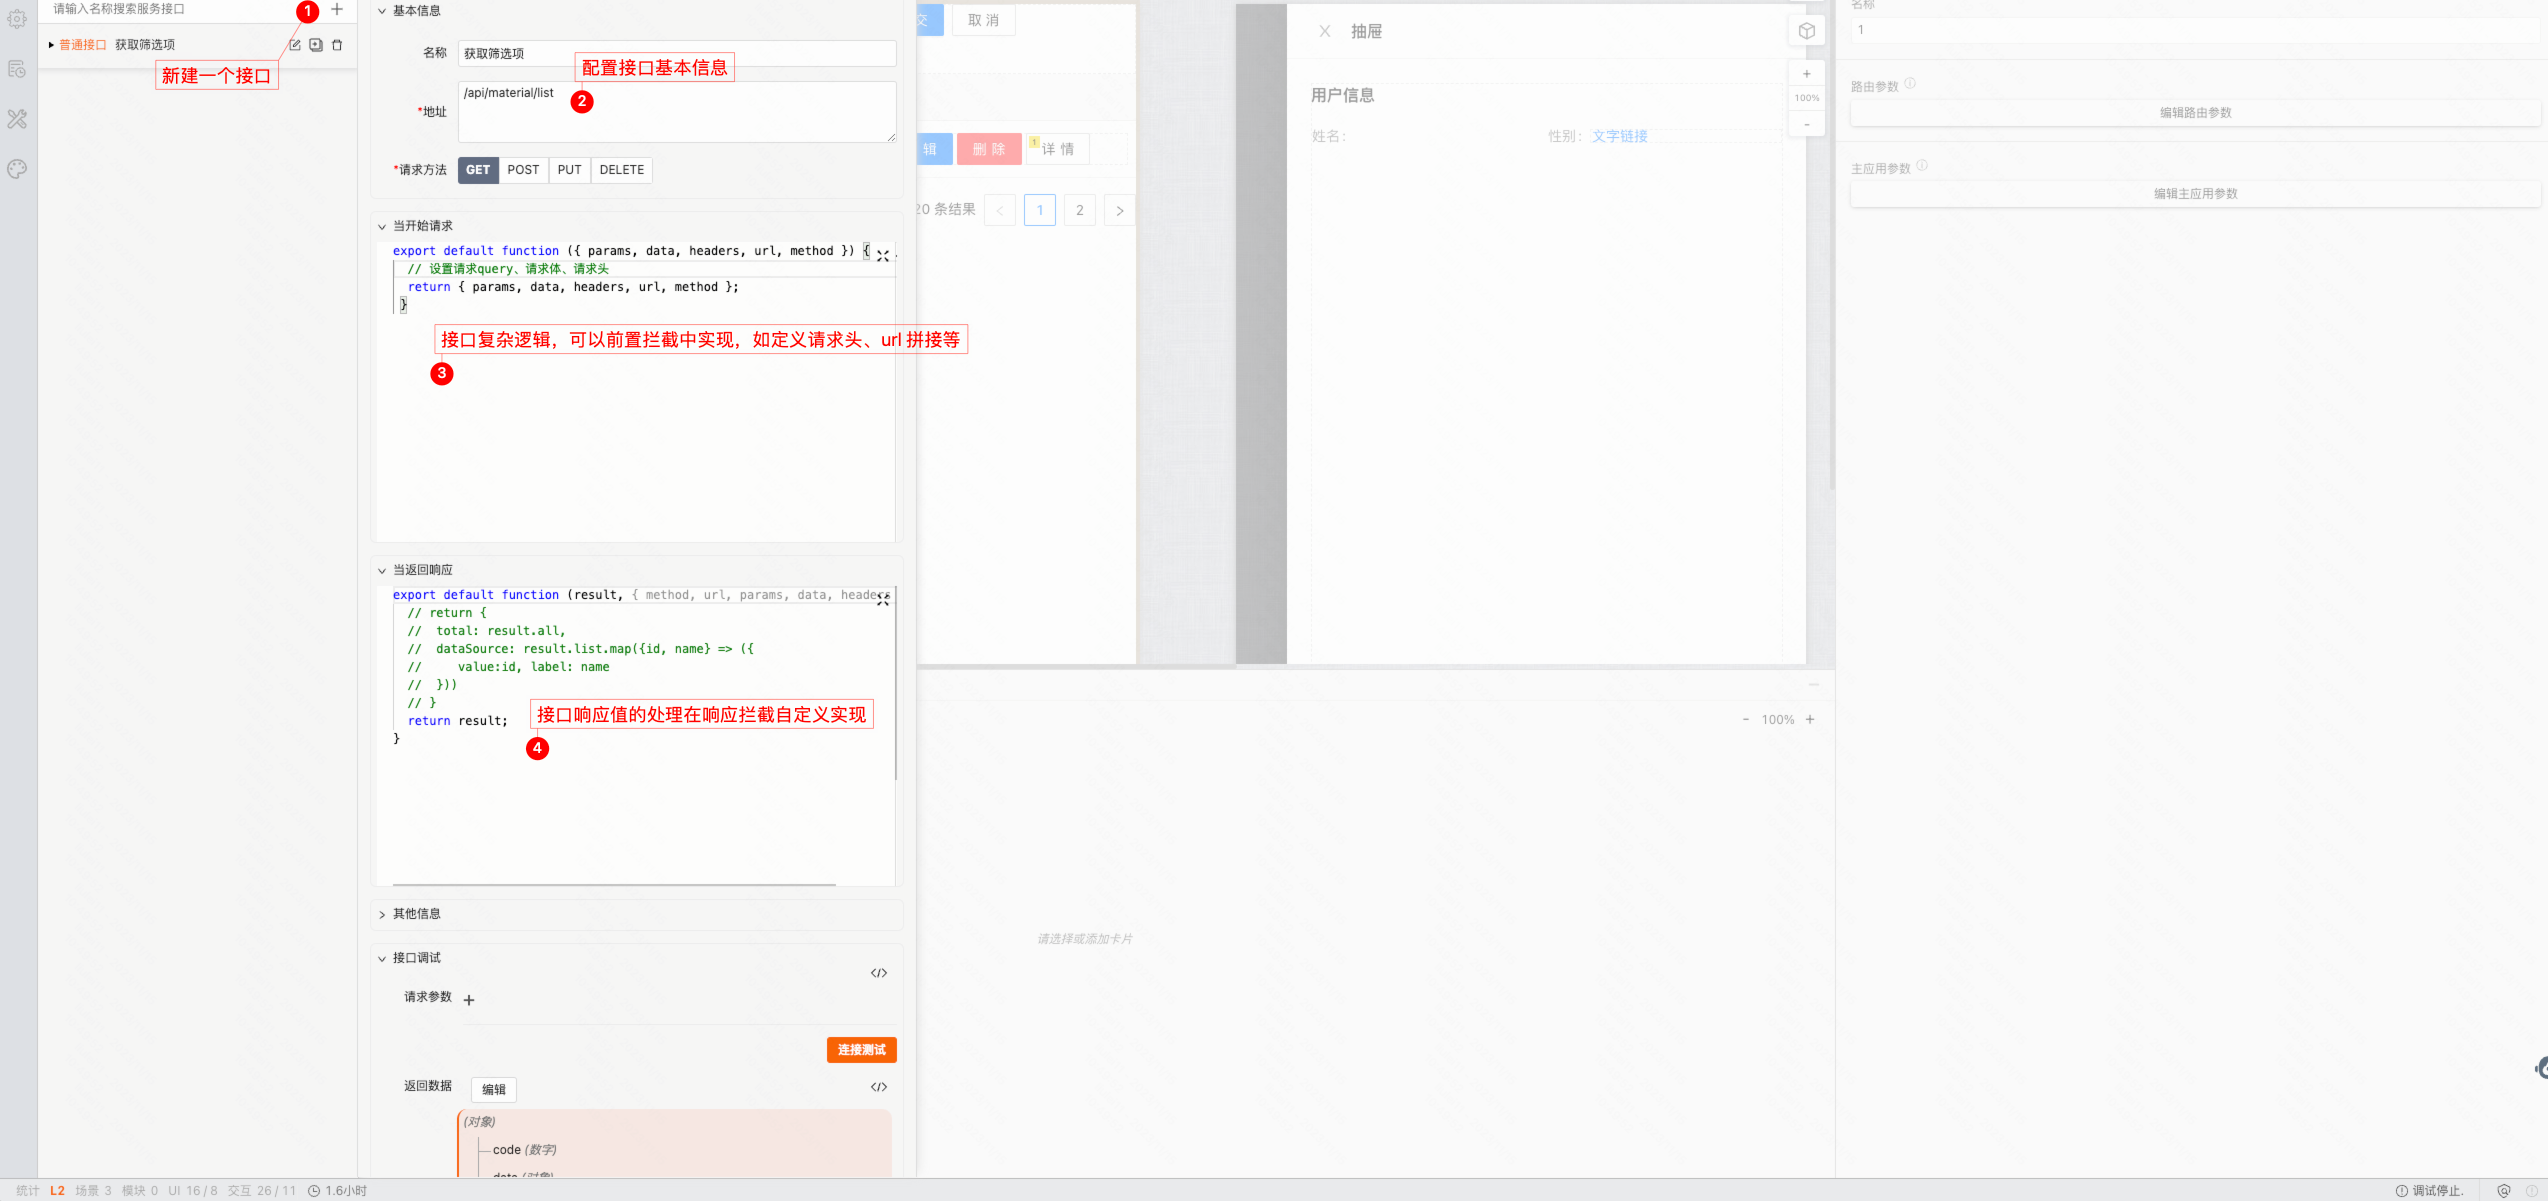 请输入名称搜索服务接口
1
普通接口 获取筛选项
新建一个接口
基本信息
名称
获取筛选项
配置接口基本信息
2
*地址
/api/material/list
*请求方法
GET
POST
PUT
DELETE
当开始请求
export default function ({ params, data, headers, url, method }) {
// 设置请求query、请求体、请求头
return { params, data, headers, url, method };
}
接口复杂逻辑，可以前置拦截中实现，如定义请求头、url 拼接等
3
当返回响应
export default function (result, { method, url, params, data, headers
// return {
//  total: result.all,
//  dataSource: result.list.map({id, name} => ({
//     value:id, label: name
//  }))
// }
return result;
}
接口响应值的处理在响应拦截自定义实现
4
其他信息
接口调试
</>
请求参数
+
连接测试
返回数据
编辑
</>
(对象)
code (数字)
data (对象)
交
取 消
辑
删 除
1
详 情
20 条结果
<
1
2
>
抽屉
用户信息
姓名：
性别：
文字链接
+
100%
-
- 100% +
请选择或添加卡片
名称
1
路由参数
编辑路由参数
主应用参数
编辑主应用参数
统计 L2 场景 3 模块 0 UI 16 / 8 交互 26 / 11 1.6小时
调试停止.